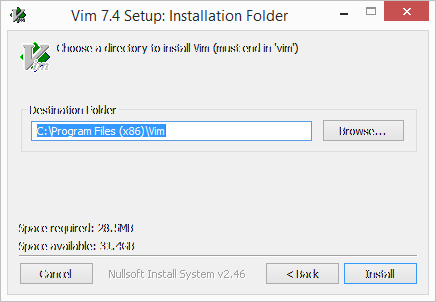 Vim 7.4 Setup: Installation Folder
Choose a directory to install Vim (must end in 'vim')
Destination Folder
C:\Program Files (x86)\Vim
Browse...
Space required: 28.5MB
Space available: 31.4GB
Cancel
Nullsoft Install System v2.46
< Back
Install